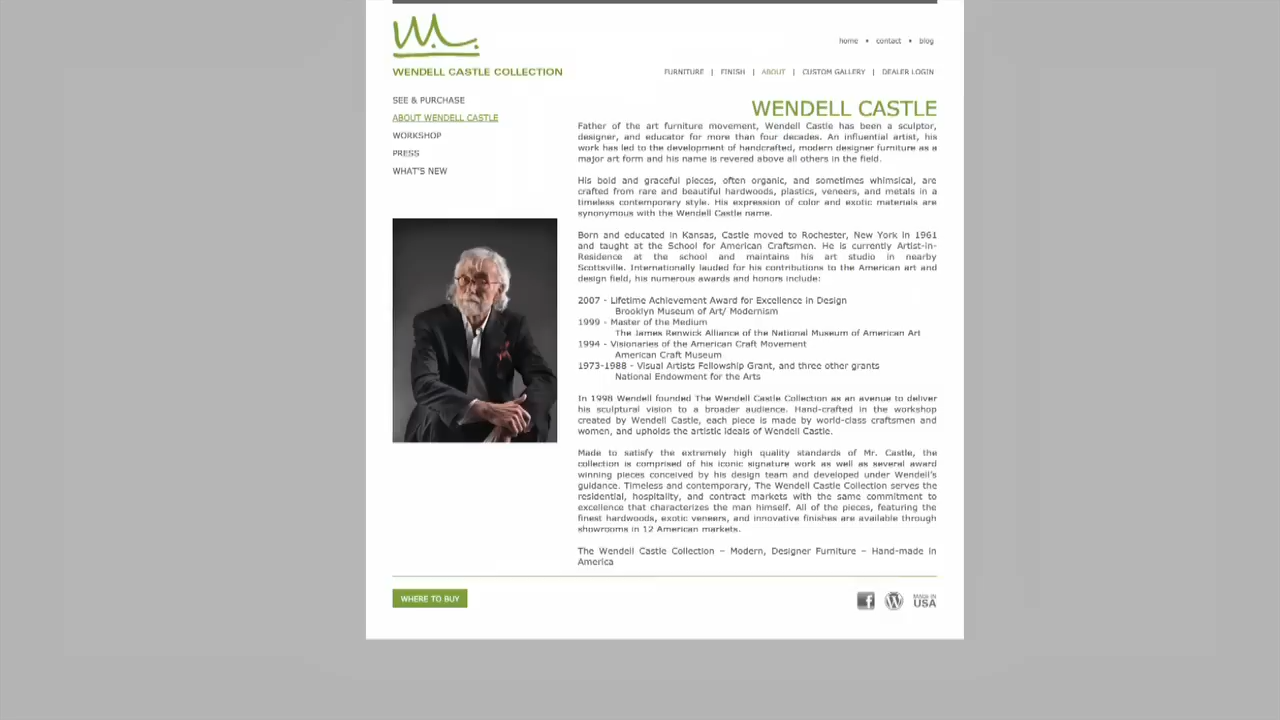 W.C.
home • contact • blog
WENDELL CASTLE COLLECTION
FURNITURE | FINISH | ABOUT | CUSTOM GALLERY | DEALER LOGIN
SEE & PURCHASE
ABOUT WENDELL CASTLE
WORKSHOP
PRESS
WHAT'S NEW
WENDELL CASTLE
Father of the art furniture movement, Wendell Castle has been a sculptor,
designer, and educator for more than four decades. An influential artist, his
work has led to the development of handcrafted, modern designer furniture as a
major art form and his name is revered above all others in the field.
His bold and graceful pieces, often organic, and sometimes whimsical, are
crafted from rare and beautiful hardwoods, plastics, veneers, and metals in a
timeless contemporary style. His expression of color and exotic materials are
synonymous with the Wendell Castle name.
Born and educated in Kansas, Castle moved to Rochester, New York in 1961
and taught at the School for American Craftsmen. He is currently Artist-in-
Residence at the school and maintains his art studio in nearby
Scottsville. Internationally lauded for his contributions to the American art and
design field, his numerous awards and honors include:
2007 - Lifetime Achievement Award for Excellence in Design
Brooklyn Museum of Art/ Modernism
1999 - Master of the Medium
The James Renwick Alliance of the National Museum of American Art
1994 - Visionaries of the American Craft Movement
American Craft Museum
1973-1988 - Visual Artists Fellowship Grant, and three other grants
National Endowment for the Arts
In 1998 Wendell founded The Wendell Castle Collection as an avenue to deliver
his sculptural vision to a broader audience. Hand-crafted in the workshop
created by Wendell Castle, each piece is made by world-class craftsmen and
women, and upholds the artistic ideals of Wendell Castle.
Made to satisfy the extremely high quality standards of Mr. Castle, the
collection is comprised of his iconic signature work as well as several award
winning pieces conceived by his design team and developed under Wendell's
guidance. Timeless and contemporary, The Wendell Castle Collection serves the
residential, hospitality, and contract markets with the same commitment to
excellence that characterizes the man himself. All of the pieces, featuring the
finest hardwoods, exotic veneers, and innovative finishes are available through
showrooms in 12 American markets.
The Wendell Castle Collection – Modern, Designer Furniture – Hand-made in
America
WHERE TO BUY
MADE IN
USA